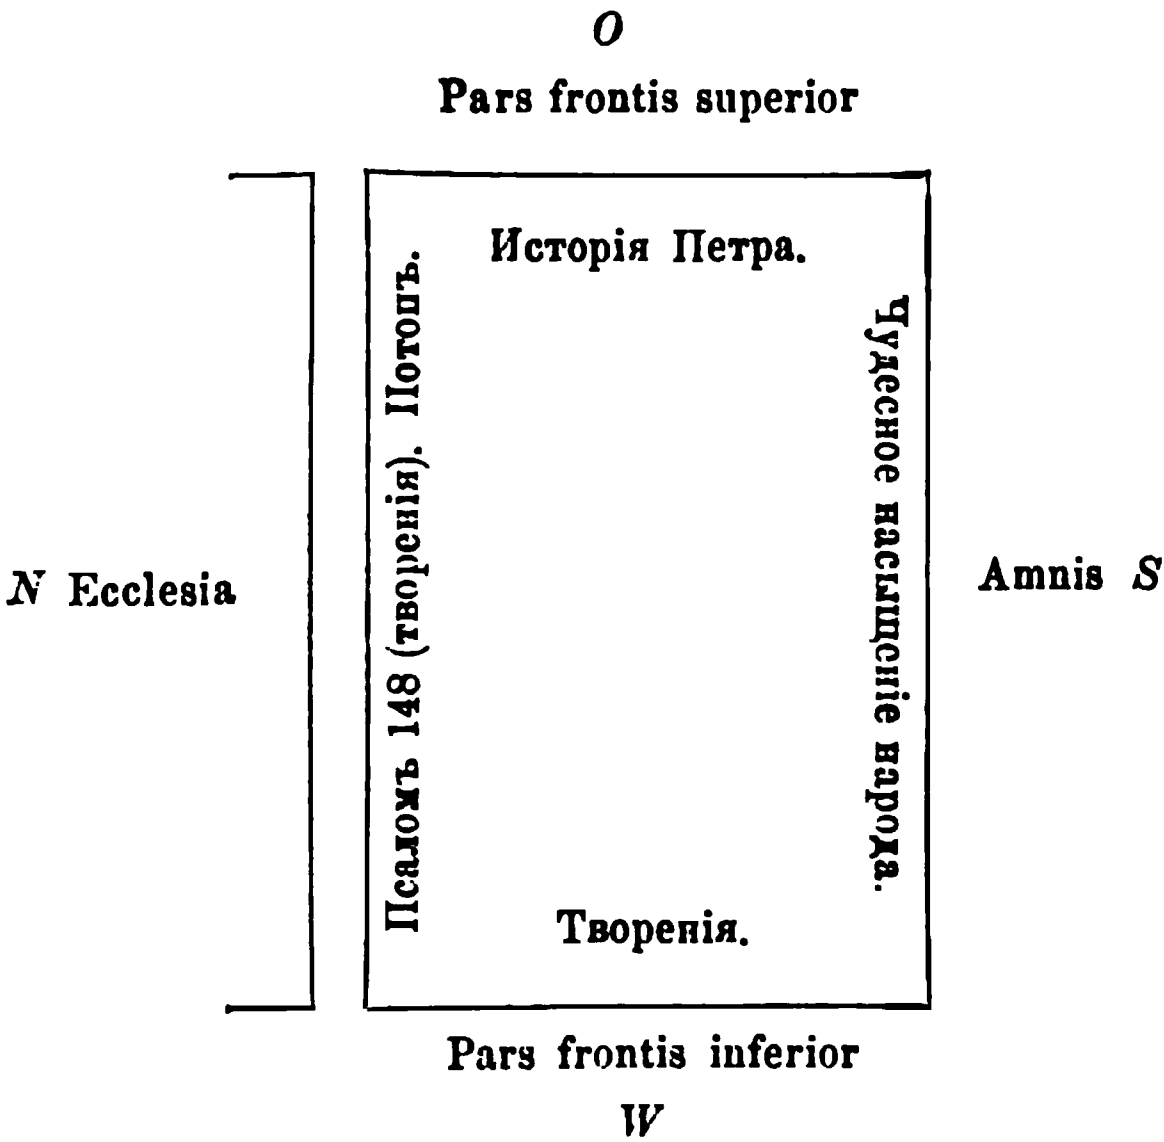 O
Pars frontis superior
Исторія Петра.
Псаломъ 148 (творенія). Потопъ.
Чудесное насыщеніе народа.
N Ecclesia
Amnis S
Творенія.
Pars frontis inferior
W